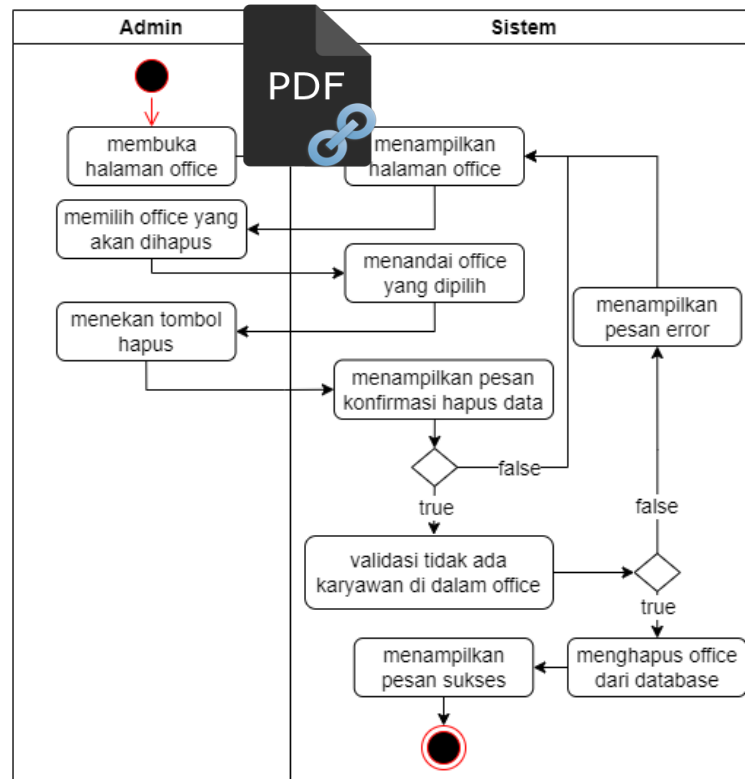 Admin
Sistem
PDF
membuka
halaman office
menampilkan
halaman office
memilih office yang
akan dihapus
menandai office
yang dipilih
menekan tombol
hapus
menampilkan
pesan error
menampilkan pesan
konfirmasi hapus data
false
true
false
validasi tidak ada
karyawan di dalam office
true
menampilkan
pesan sukses
menghapus office
dari database